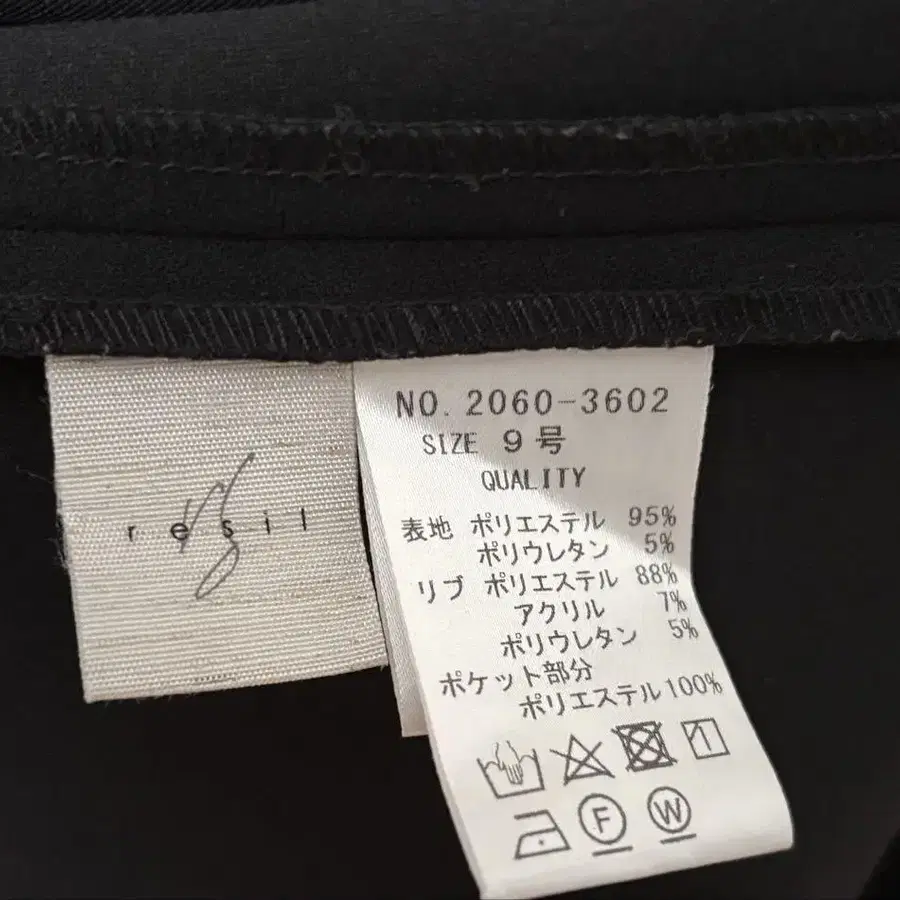 resil
NO. 2060-3602
SIZE 9号
QUALITY
表地 ポリエステル 95%
ポリウレタン 5%
リブ ポリエステル 88%
アクリル 7%
ポリウレタン 5%
ポケット部分
ポリエステル 100%
F W